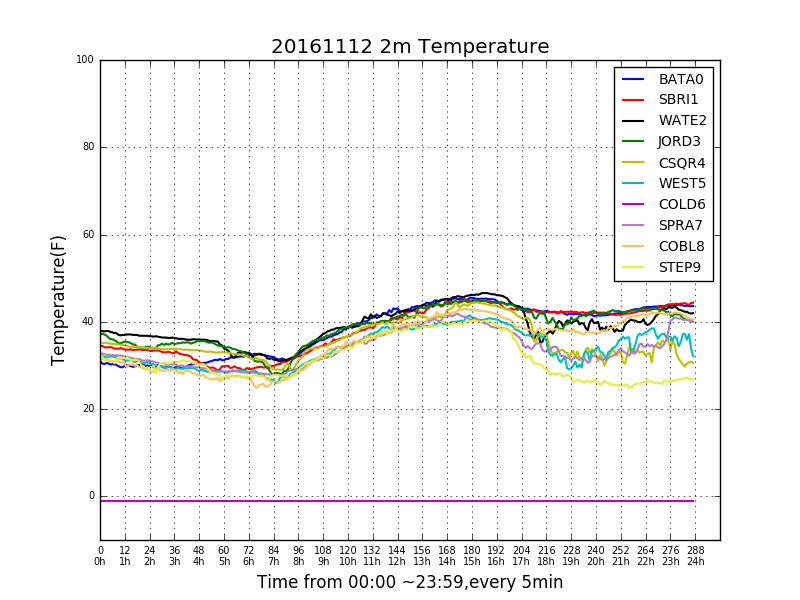 20161112 2m Temperature
100
80
60
40
20
0
Temperature(F)
BATA0
SBRI1
WATE2
JORD3
CSQR4
WEST5
COLD6
SPRA7
COBL8
STEP9
0 12 24 36 48 60 72 84 96 108 120 132 144 156 168 180 192 204 216 228 240 252 264 276 288
0h 1h 2h 3h 4h 5h 6h 7h 8h 9h 10h 11h 12h 13h 14h 15h 16h 17h 18h 19h 20h 21h 22h 23h 24h
Time from 00:00 ~23:59,every 5min